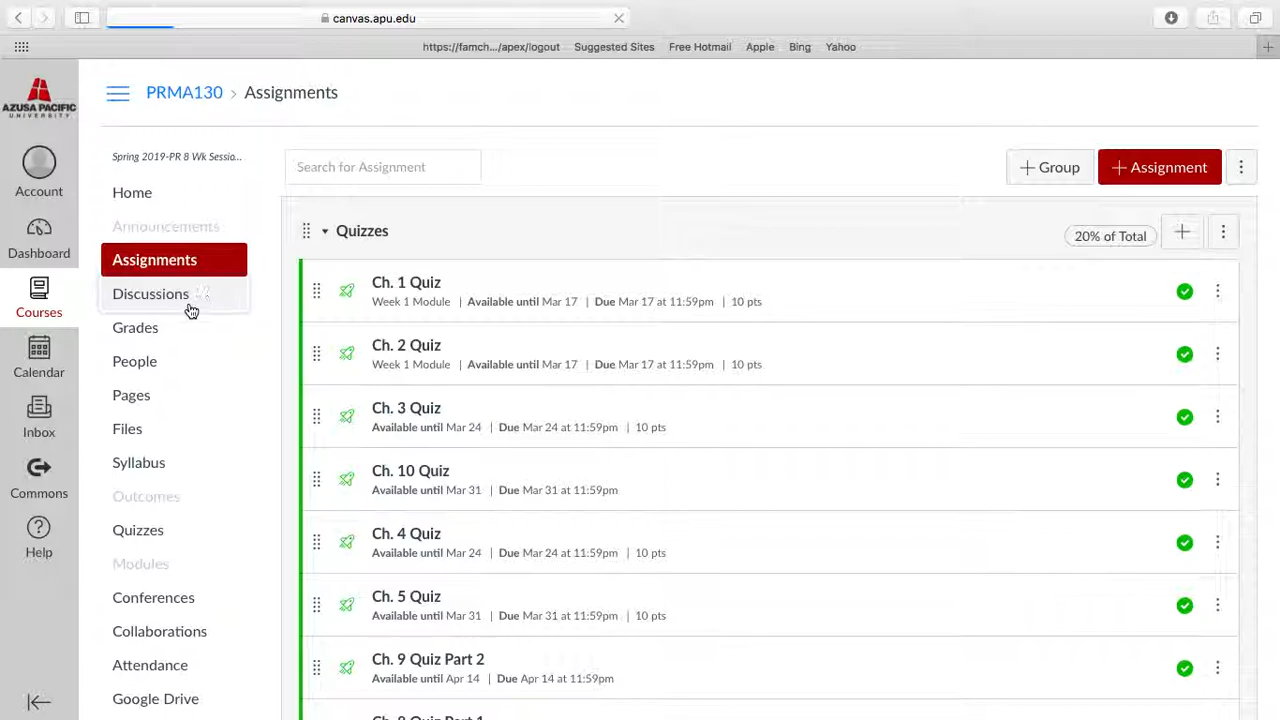 canvas.apu.edu
https://famch.../apex/logout Suggested Sites Free Hotmail Apple Bing Yahoo
AZUSA PACIFIC
UNIVERSITY
Account
Dashboard
Courses
Calendar
Inbox
Commons
Help
PRMA130 > Assignments
Spring 2019-PR 8 Wk Sessio...
Home
Announcements
Assignments
Discussions
Grades
People
Pages
Files
Syllabus
Outcomes
Quizzes
Modules
Conferences
Collaborations
Attendance
Google Drive
Search for Assignment
+ Group
+ Assignment
Quizzes
20% of Total
Ch. 1 Quiz
Week 1 Module | Available until Mar 17 | Due Mar 17 at 11:59pm | 10 pts
Ch. 2 Quiz
Week 1 Module | Available until Mar 17 | Due Mar 17 at 11:59pm | 10 pts
Ch. 3 Quiz
Available until Mar 24 | Due Mar 24 at 11:59pm | 10 pts
Ch. 10 Quiz
Available until Mar 31 | Due Mar 31 at 11:59pm
Ch. 4 Quiz
Available until Mar 24 | Due Mar 24 at 11:59pm | 10 pts
Ch. 5 Quiz
Available until Mar 31 | Due Mar 31 at 11:59pm | 10 pts
Ch. 9 Quiz Part 2
Available until Apr 14 | Due Apr 14 at 11:59pm
Ch. 8 Quiz Part 1